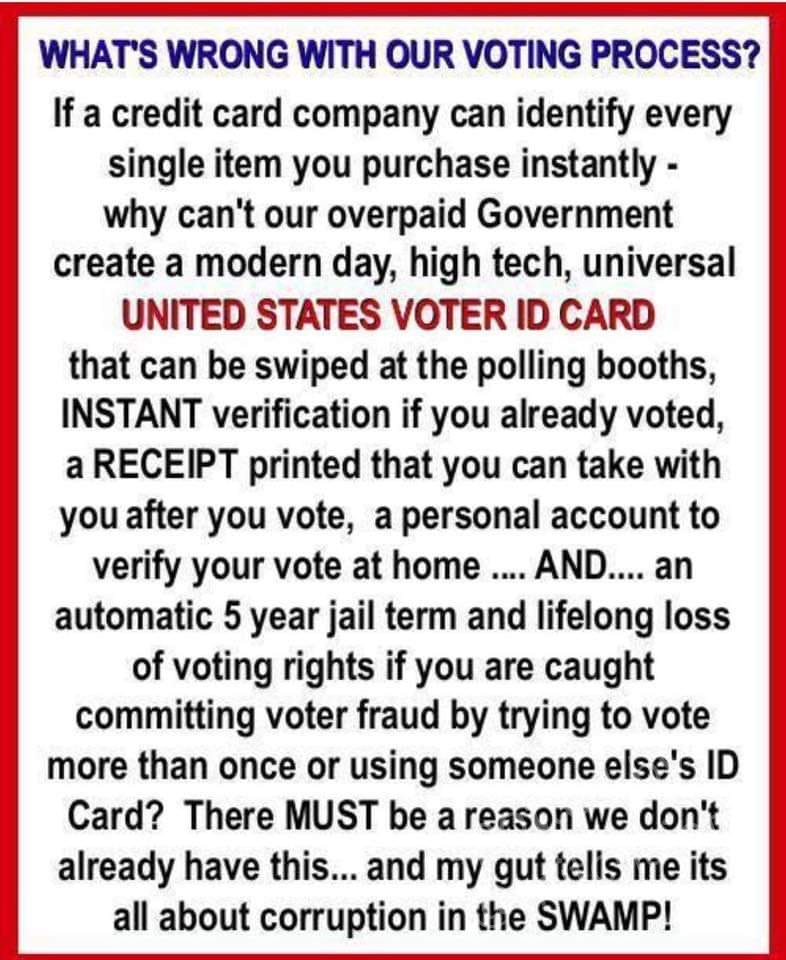 WHAT'S WRONG WITH OUR VOTING PROCESS?
If a credit card company can identify every
single item you purchase instantly -
why can't our overpaid Government
create a modern day, high tech, universal
UNITED STATES VOTER ID CARD
that can be swiped at the polling booths,
INSTANT verification if you already voted,
a RECEIPT printed that you can take with
you after you vote,  a personal account to
verify your vote at home .... AND.... an
automatic 5 year jail term and lifelong loss
of voting rights if you are caught
committing voter fraud by trying to vote
more than once or using someone else's ID
Card?  There MUST be a reason we don't
already have this... and my gut tells me its
all about corruption in the SWAMP!